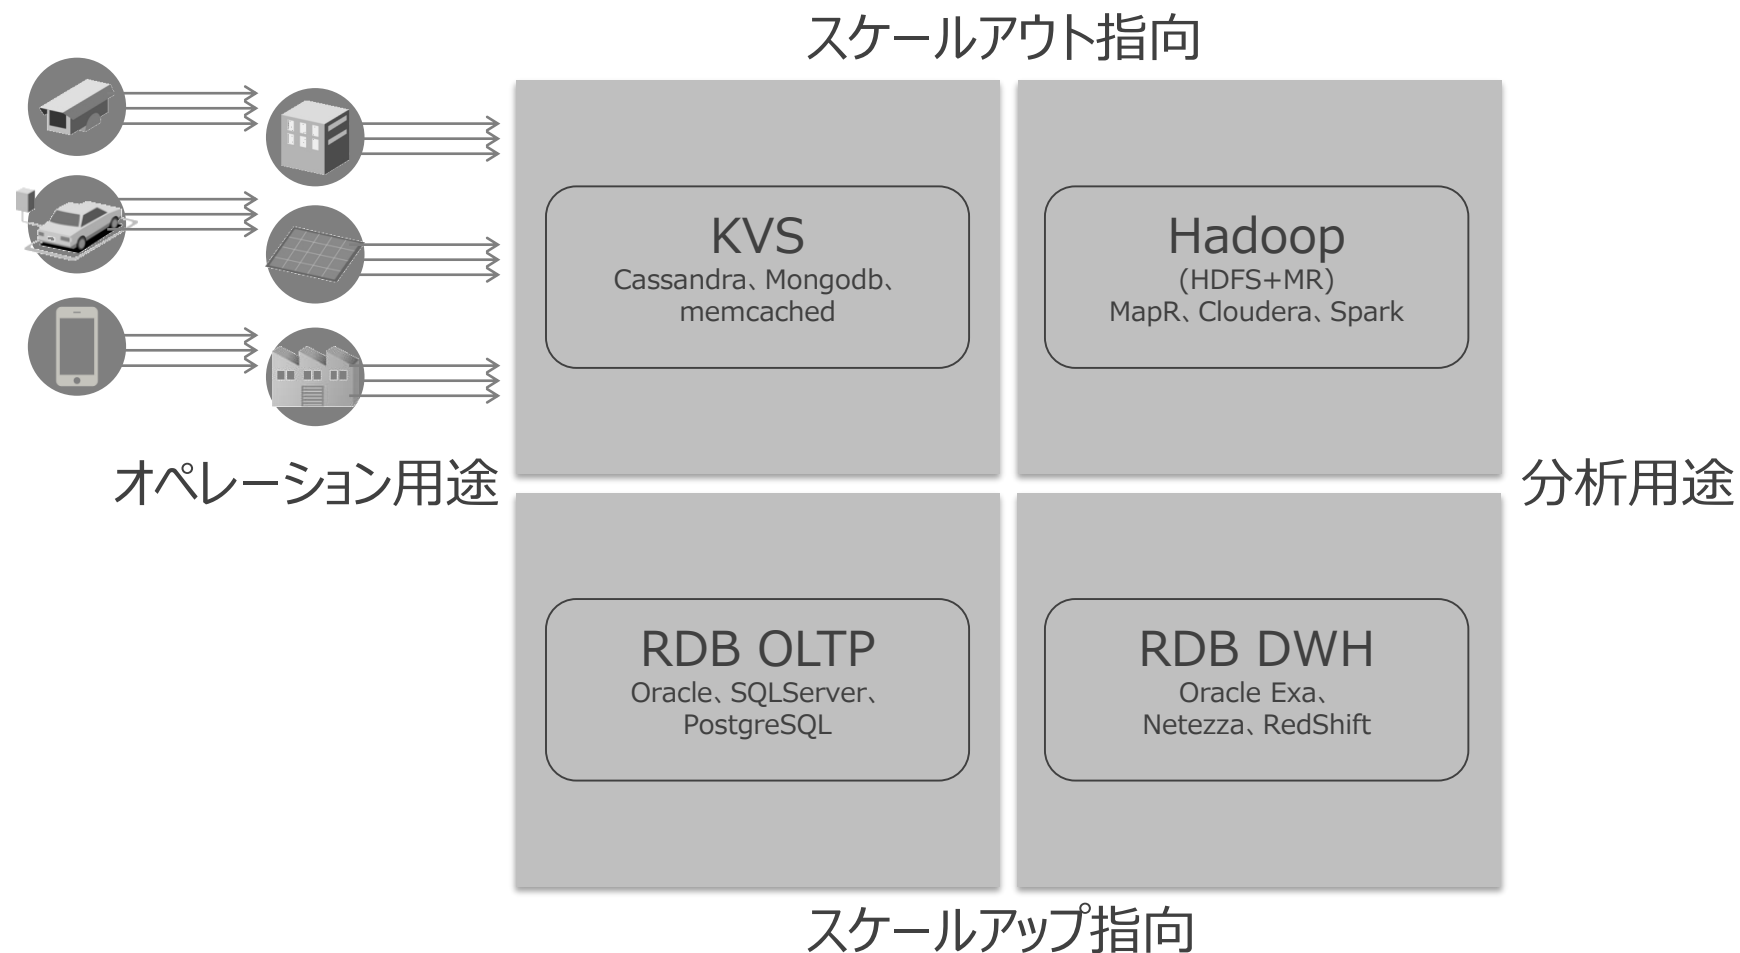 スケールアウト指向
KVS
Cassandra、Mongodb、
memcached
Hadoop
(HDFS+MR)
MapR、Cloudera、Spark
オペレーション用途
分析用途
RDB OLTP
Oracle、SQLServer、
PostgreSQL
RDB DWH
Oracle Exa、
Netezza、RedShift
スケールアップ指向